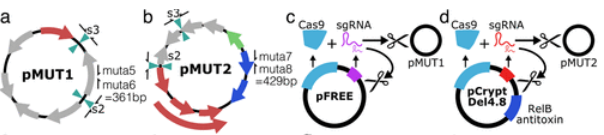 a
s3
pMUT1
muta5
muta6
=361bp
s2
b
s3
s2
pMUT2
muta7
muta8
=429bp
c
Cas9
sgRNA
+
pMUT1
pFREE
d
Cas9
sgRNA
+
pMUT2
pCrypt
Del4.8
RelB
antitoxin